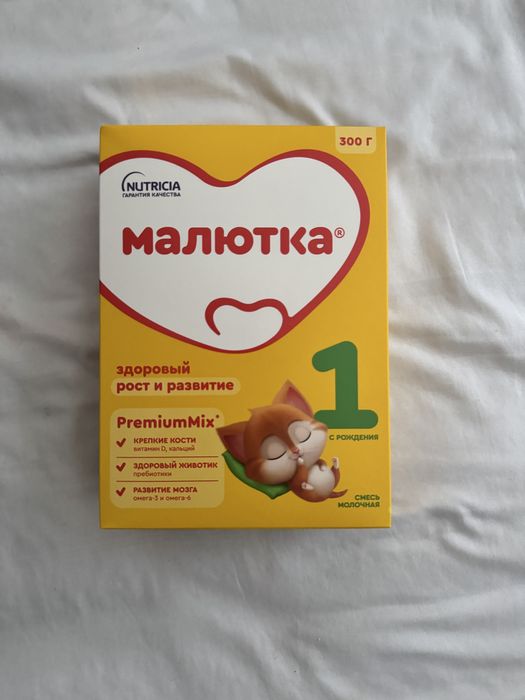 300 Г
NUTRICIA
ГАРАНТИЯ КАЧЕСТВА
МАЛЮТКА®
здоровый
рост и развитие
1
С РОЖДЕНИЯ
PremiumMix*
КРЕПКИЕ КОСТИ
витамин D, кальций
ЗДОРОВЫЙ ЖИВОТИК
пребиотики
РАЗВИТИЕ МОЗГА
омега-3 и омега-6
СМЕСЬ
МОЛОЧНАЯ